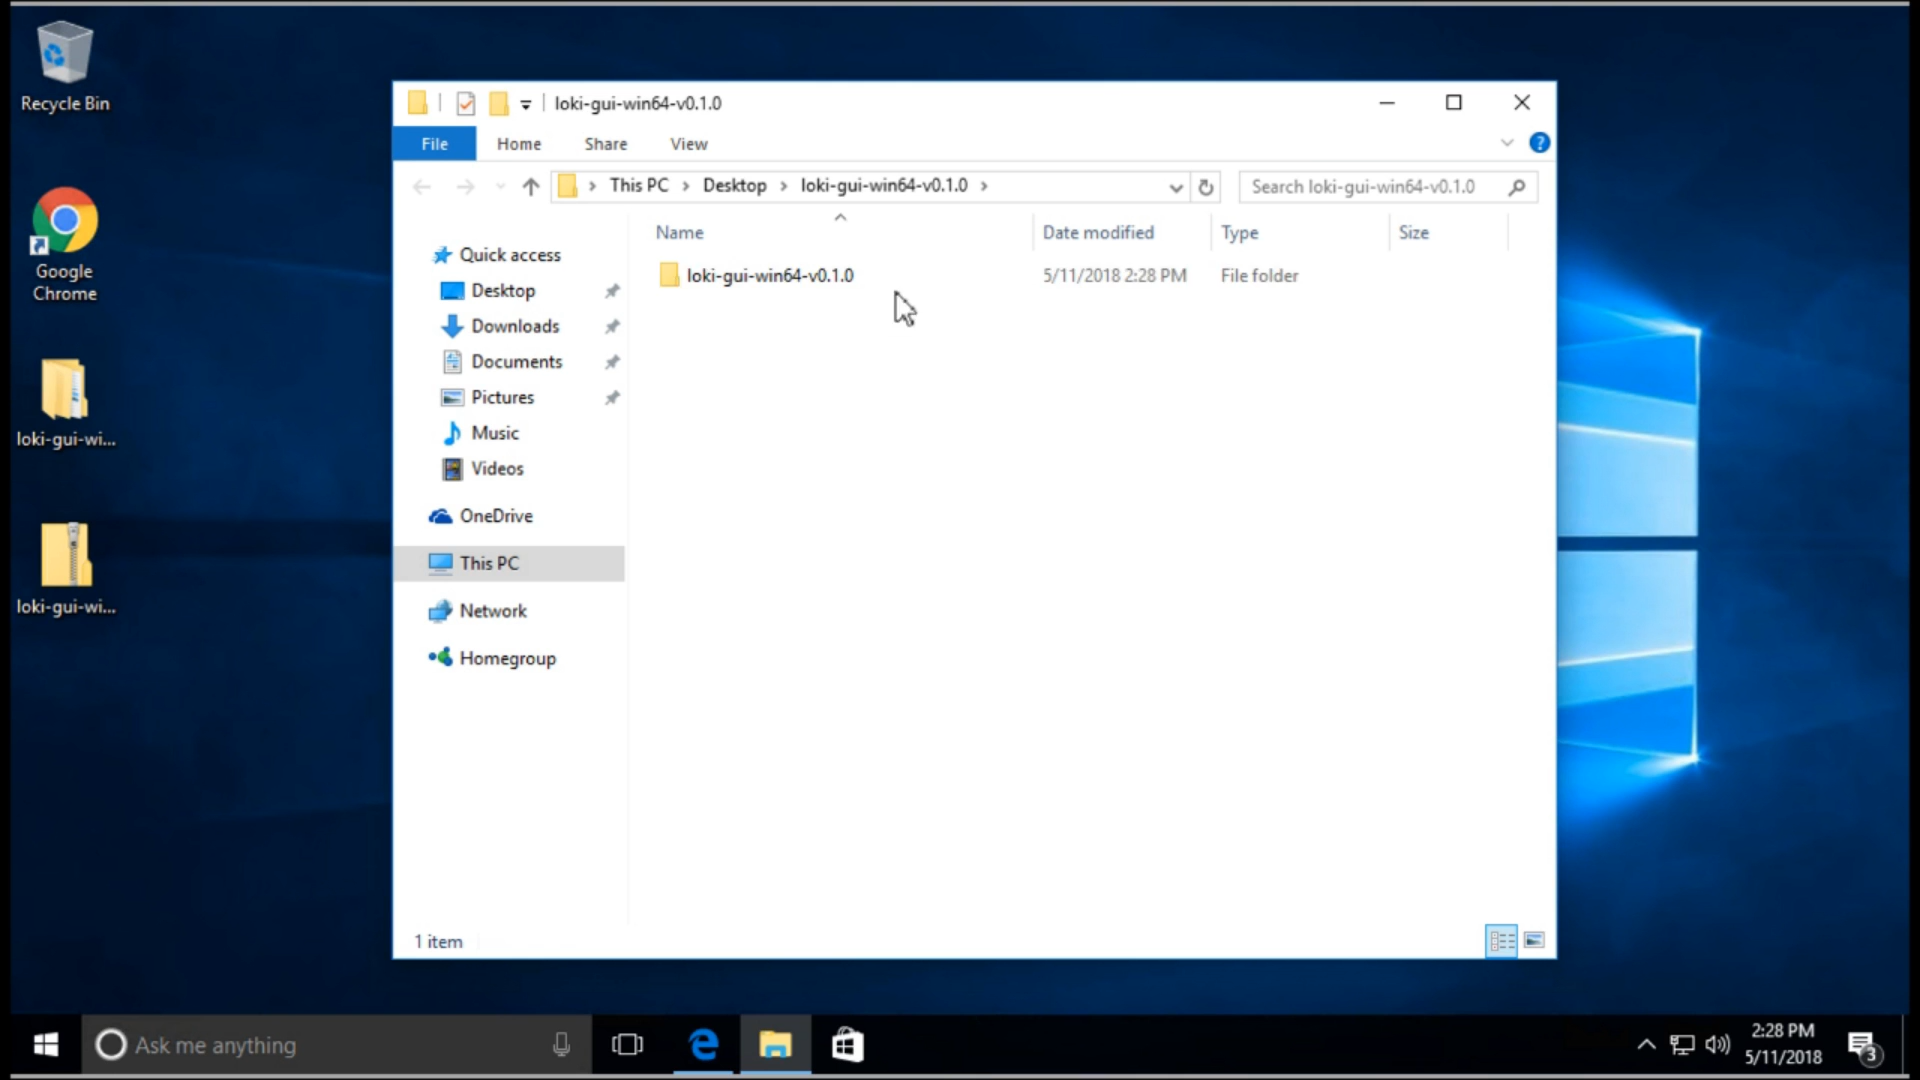 Recycle Bin
Google
Chrome
loki-gui-wi...
loki-gui-wi...
loki-gui-win64-v0.1.0
File
Home
Share
View
?
This PC
Desktop
loki-gui-win64-v0.1.0
Search loki-gui-win64-v0.1.0
Name
Date modified
Type
Size
Quick access
Desktop
Downloads
Documents
Pictures
Music
Videos
OneDrive
This PC
Network
Homegroup
loki-gui-win64-v0.1.0
5/11/2018 2:28 PM
File folder
1 item
Ask me anything
2:28 PM
5/11/2018
3